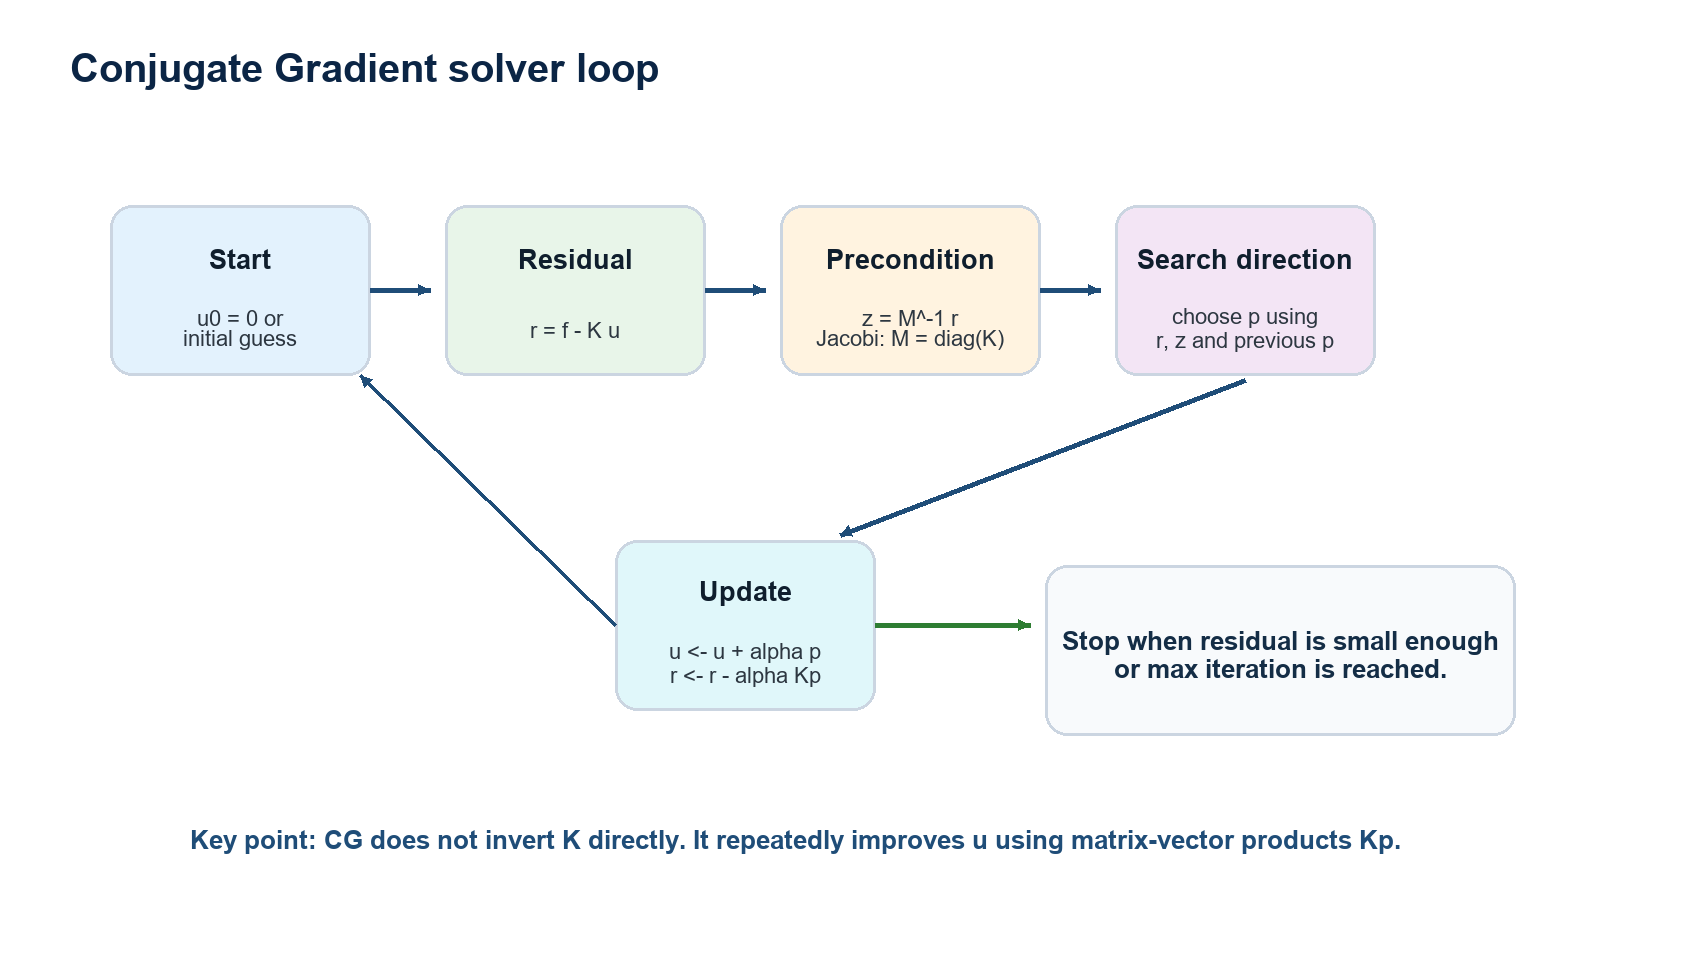 Conjugate Gradient solver loop
Start
u0 = 0 or
initial guess
Residual
r = f - K u
Precondition
z = M^-1 r
Jacobi: M = diag(K)
Search direction
choose p using
r, z and previous p
Update
u <- u + alpha p
r <- r - alpha Kp
Stop when residual is small enough
or max iteration is reached.
Key point: CG does not invert K directly. It repeatedly improves u using matrix-vector products Kp.